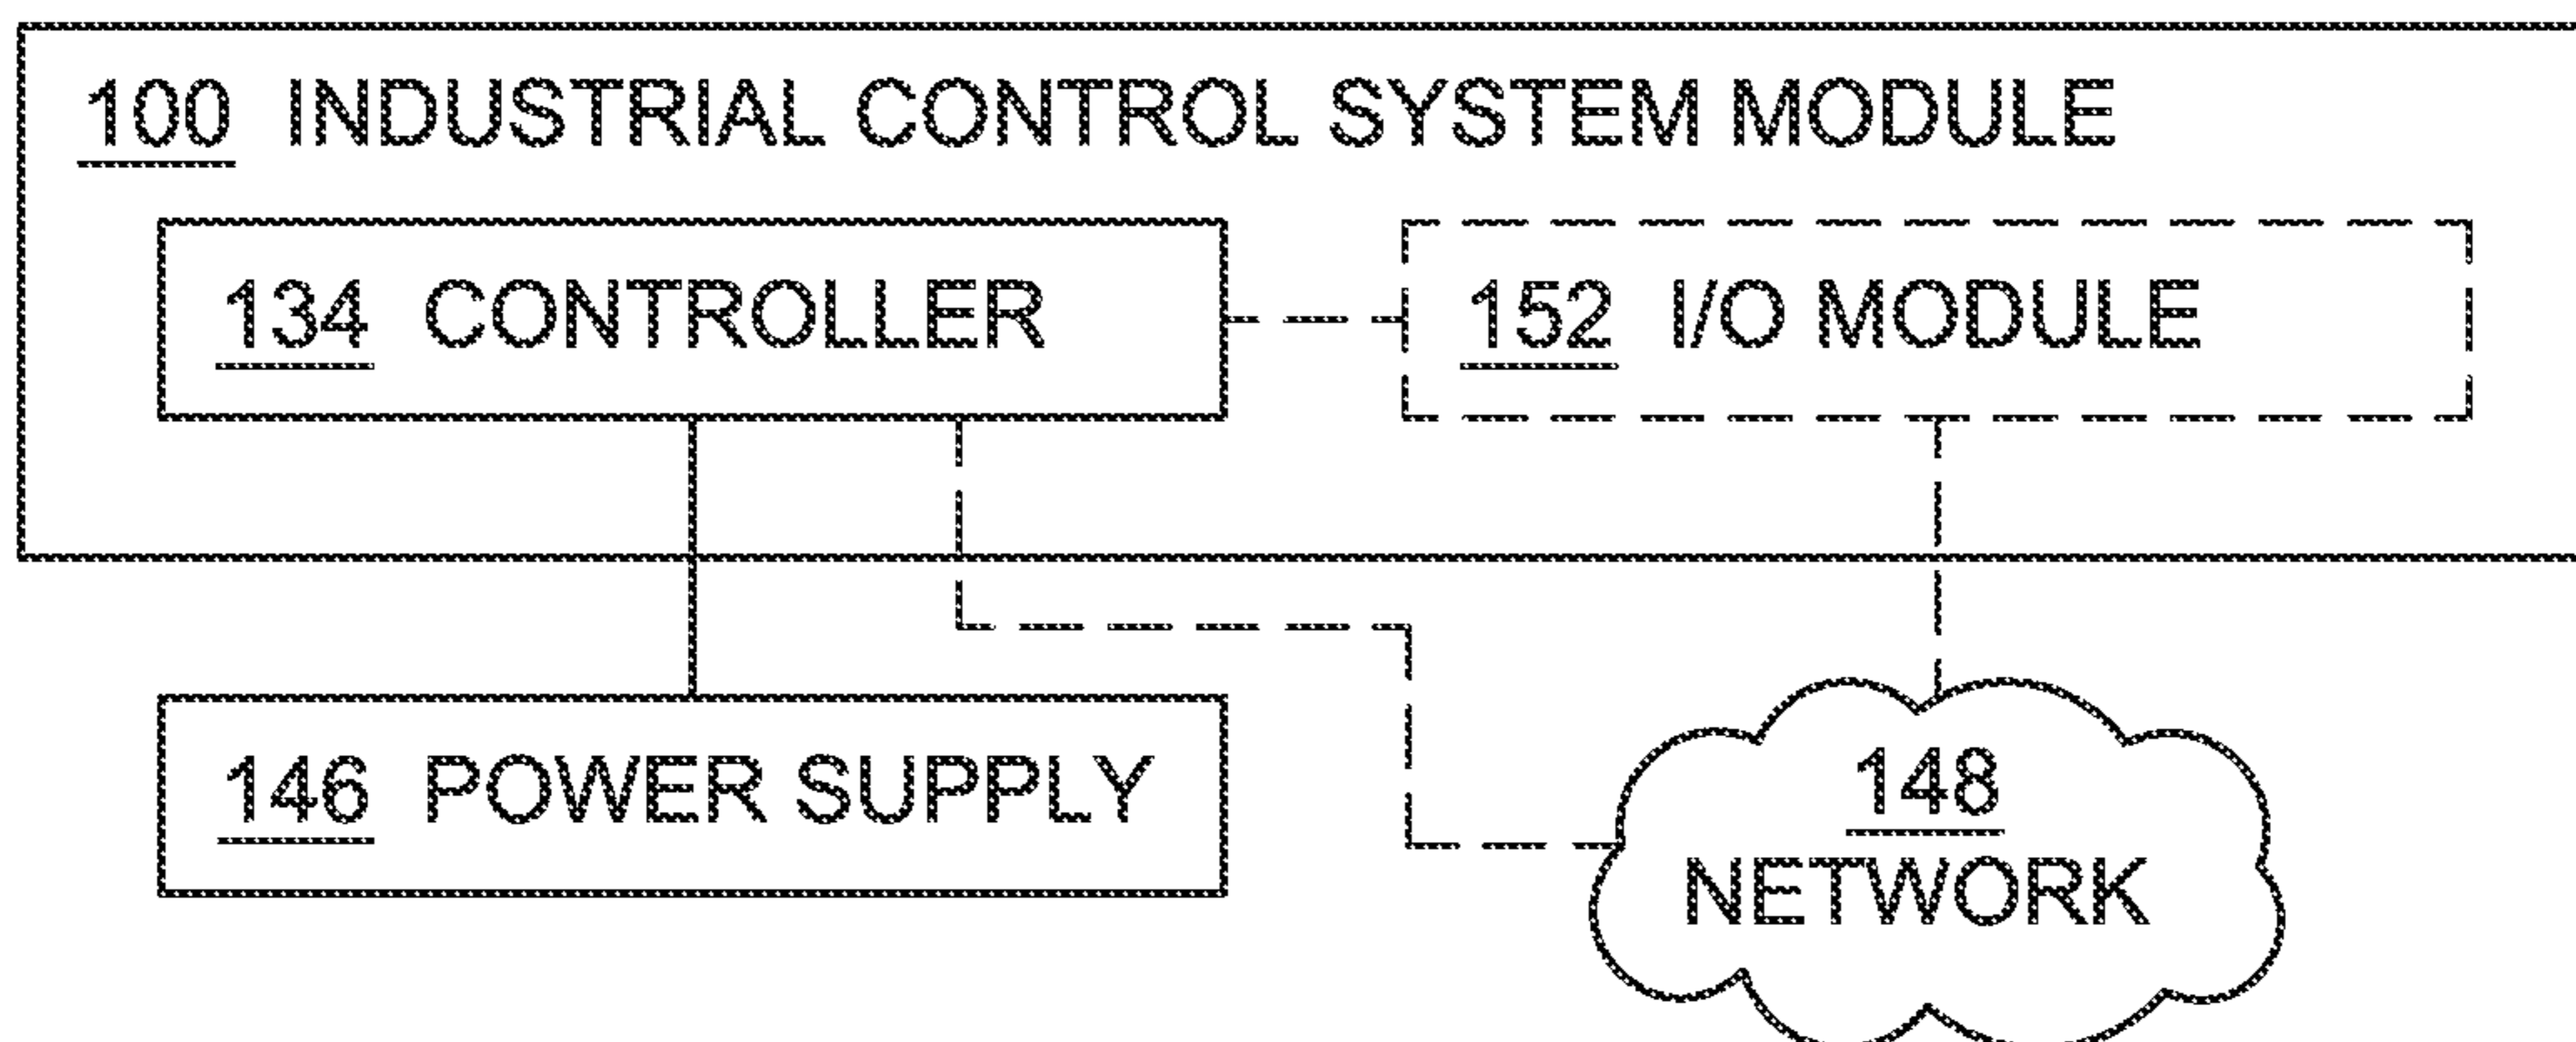 100 INDUSTRIAL CONTROL SYSTEM MODULE
134 CONTROLLER
152 I/O MODULE
146 POWER SUPPLY
148
NETWORK